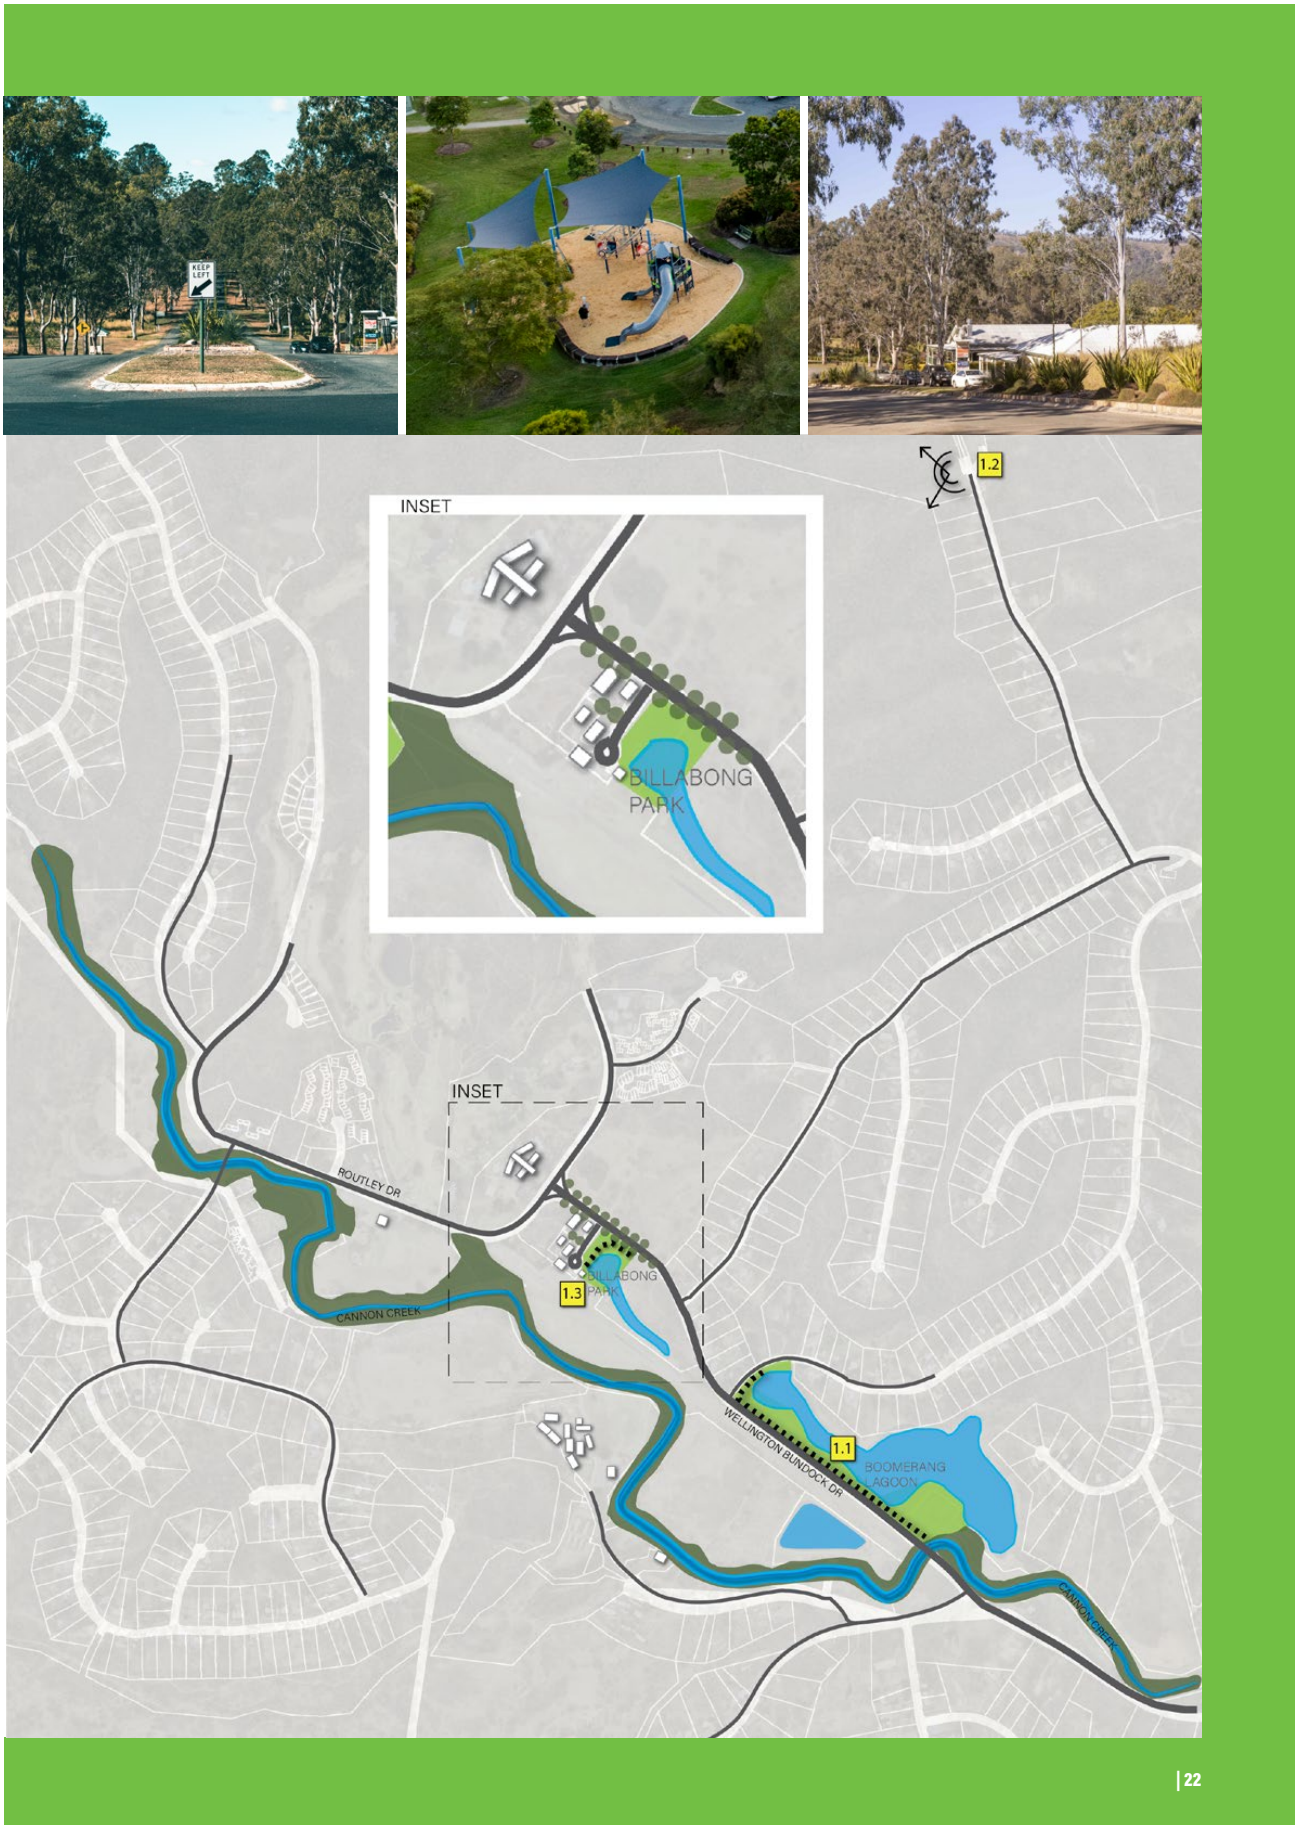 KEEP
LEFT
1.2
INSET
BILLABONG
PARK
INSET
ROUTLEY DR
BILLABONG
PARK
1.3
CANNON CREEK
WELLINGTON BUNDOCK DR
1.1
BOOMERANG
LAGOON
CANNON CREEK
| 22